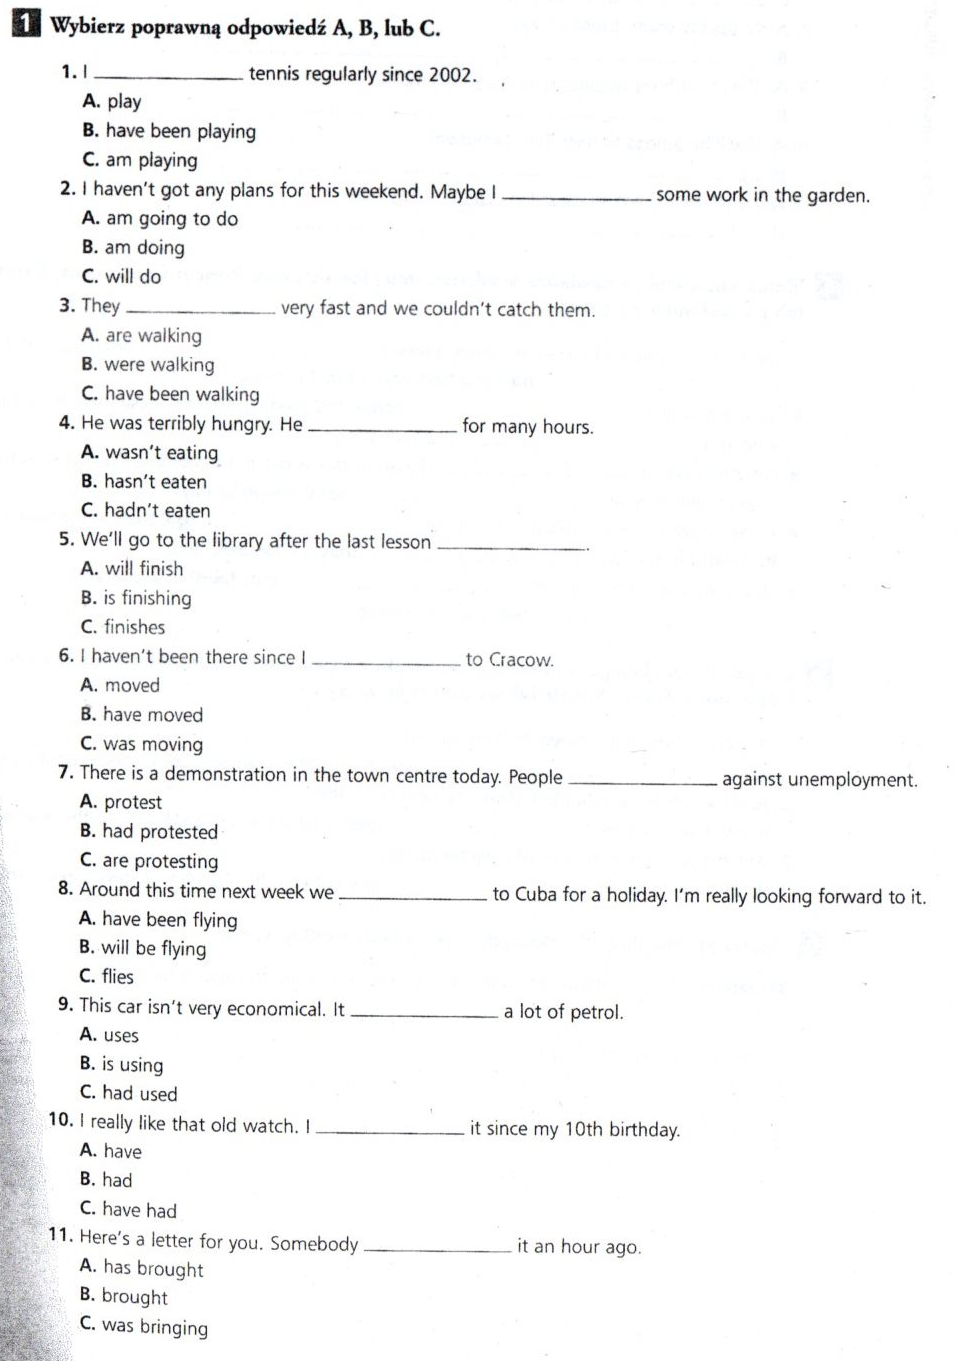 1 Wybierz poprawną odpowiedź A, B, lub C.
1. I ____________ tennis regularly since 2002.
A. play
B. have been playing
C. am playing
2. I haven't got any plans for this weekend. Maybe I ____________ some work in the garden.
A. am going to do
B. am doing
C. will do
3. They ____________ very fast and we couldn't catch them.
A. are walking
B. were walking
C. have been walking
4. He was terribly hungry. He ____________ for many hours.
A. wasn't eating
B. hasn't eaten
C. hadn't eaten
5. We'll go to the library after the last lesson ____________.
A. will finish
B. is finishing
C. finishes
6. I haven't been there since I ____________ to Cracow.
A. moved
B. have moved
C. was moving
7. There is a demonstration in the town centre today. People ____________ against unemployment.
A. protest
B. had protested
C. are protesting
8. Around this time next week we ____________ to Cuba for a holiday. I'm really looking forward to it.
A. have been flying
B. will be flying
C. flies
9. This car isn't very economical. It ____________ a lot of petrol.
A. uses
B. is using
C. had used
10. I really like that old watch. I ____________ it since my 10th birthday.
A. have
B. had
C. have had
11. Here's a letter for you. Somebody ____________ it an hour ago.
A. has brought
B. brought
C. was bringing